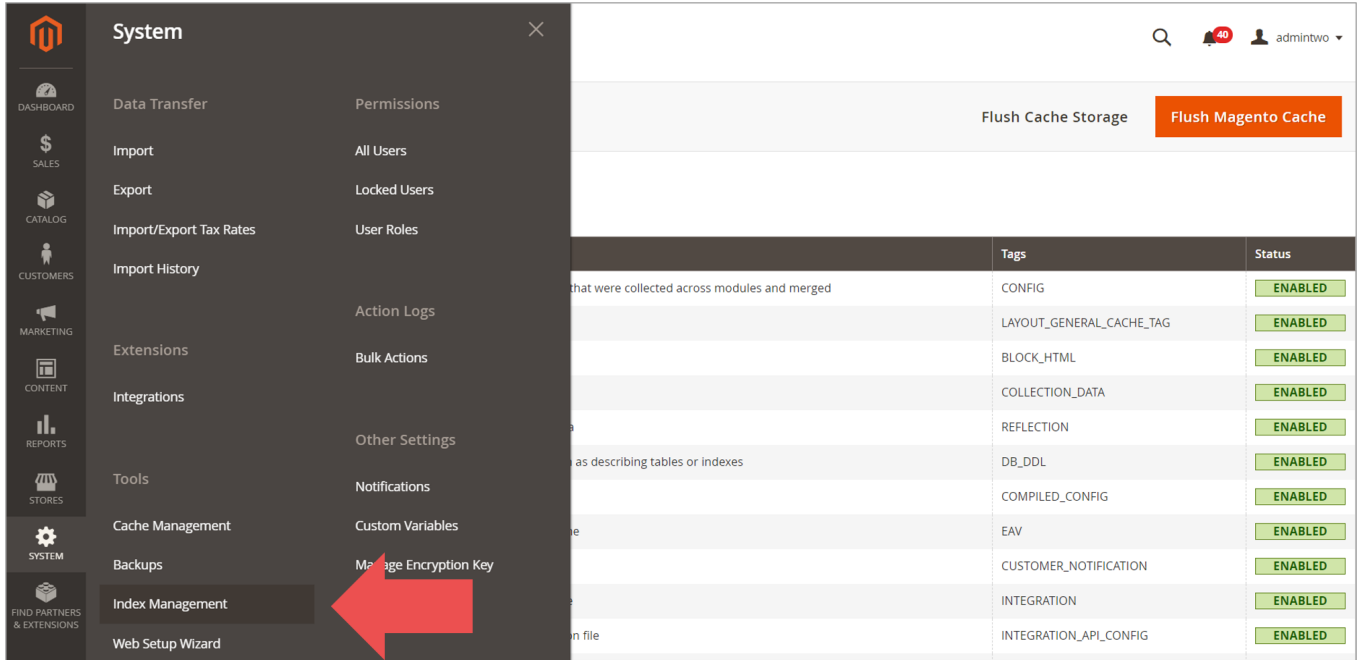 System
40
admintwo
DASHBOARD
SALES
CATALOG
CUSTOMERS
MARKETING
CONTENT
REPORTS
STORES
SYSTEM
FIND PARTNERS
& EXTENSIONS
Data Transfer
Import
Export
Import/Export Tax Rates
Import History
Extensions
Integrations
Tools
Cache Management
Backups
Index Management
Web Setup Wizard
Permissions
All Users
Locked Users
User Roles
Action Logs
Bulk Actions
Other Settings
Notifications
Custom Variables
Manage Encryption Key
Flush Cache Storage
Flush Magento Cache
Tags Status
that were collected across modules and merged CONFIG ENABLED
LAYOUT_GENERAL_CACHE_TAG ENABLED
BLOCK_HTML ENABLED
COLLECTION_DATA ENABLED
REFLECTION ENABLED
as describing tables or indexes DB_DDL ENABLED
COMPILED_CONFIG ENABLED
EAV ENABLED
CUSTOMER_NOTIFICATION ENABLED
INTEGRATION ENABLED
file INTEGRATION_API_CONFIG ENABLED